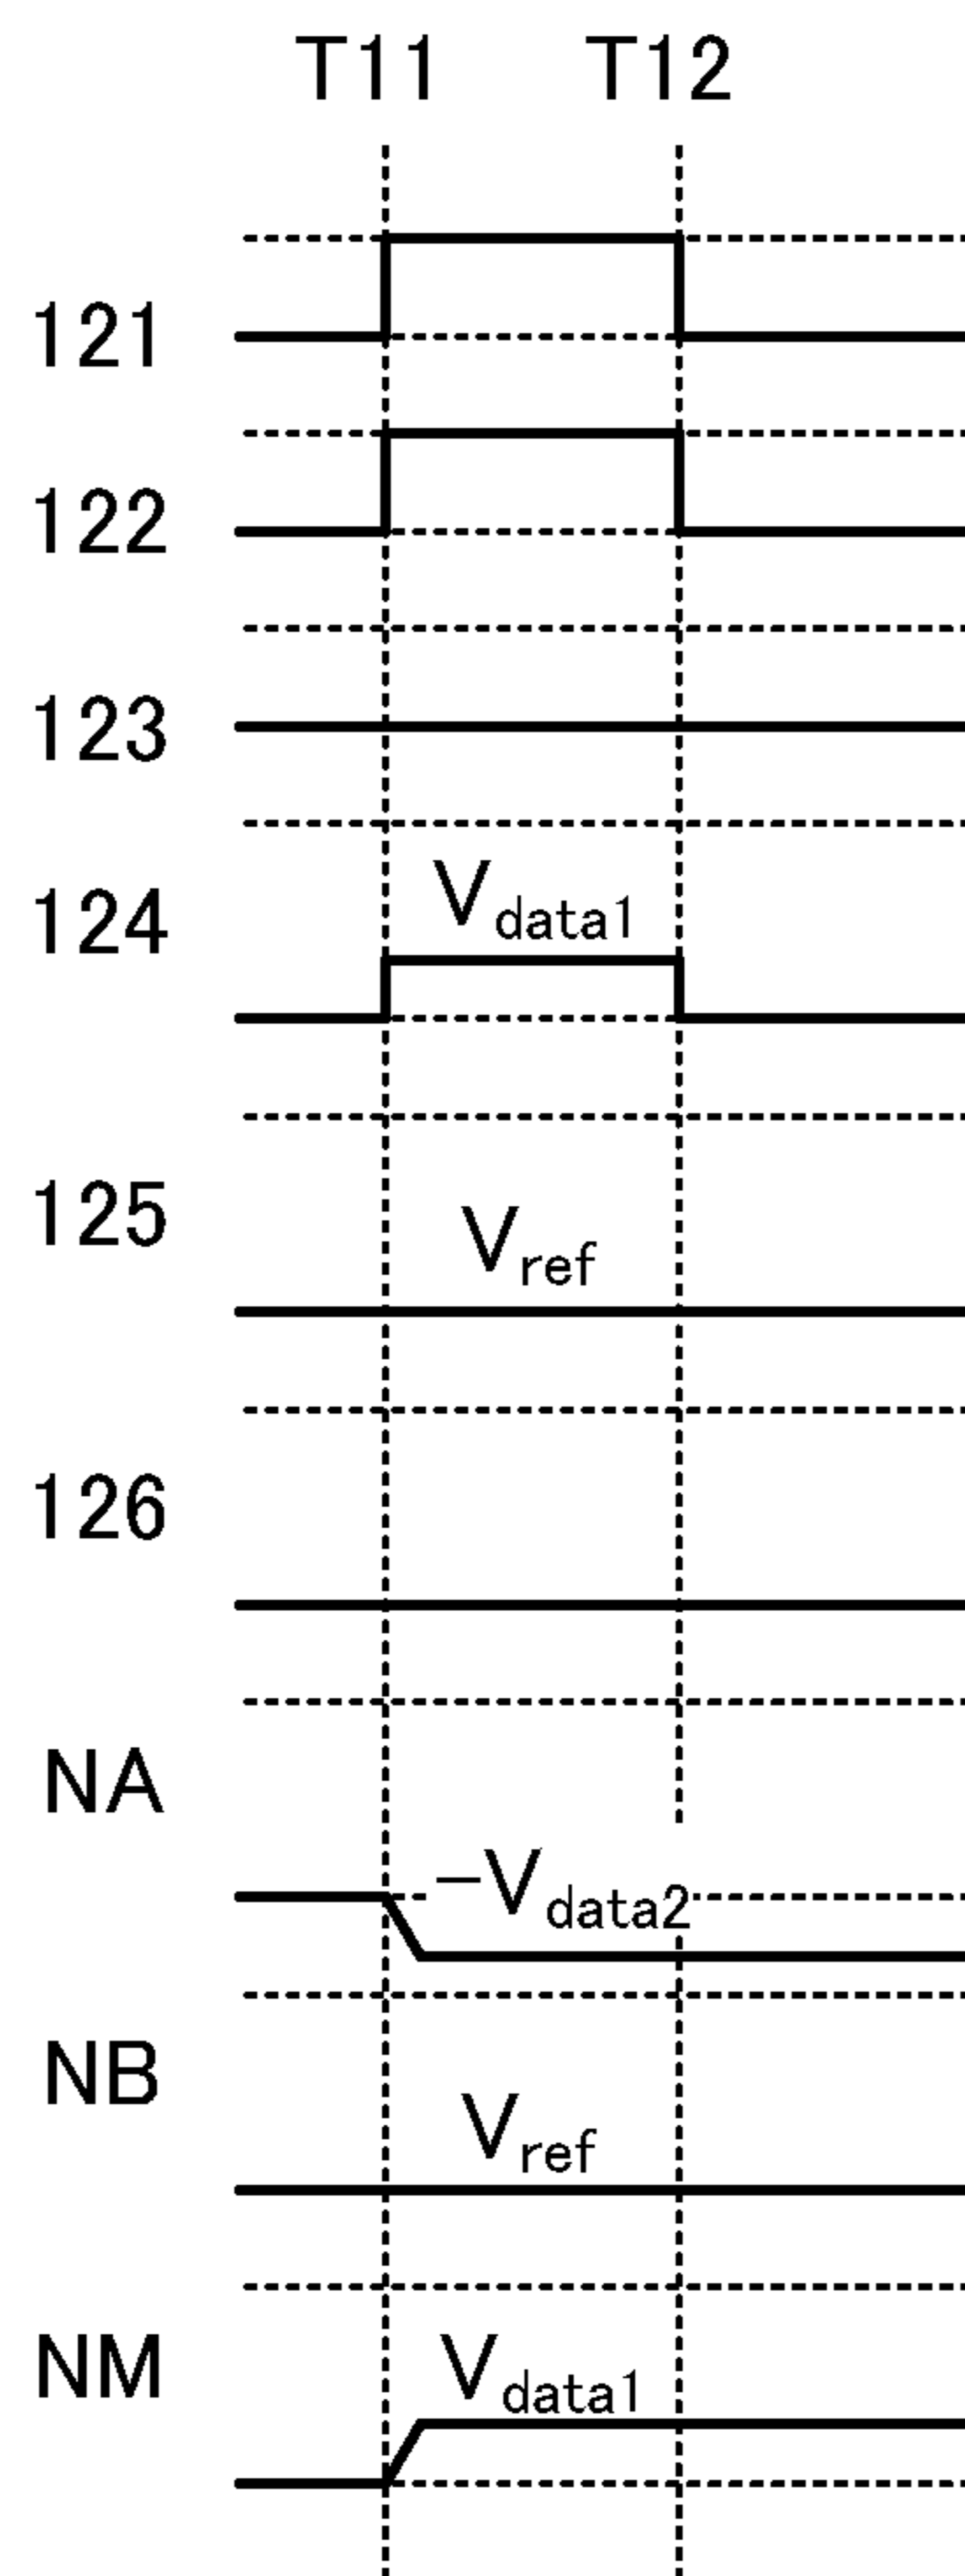 T11 T12
121
122
123
124 Vdata1
125 Vref
126
NA
-Vdata2
NB
Vref
NM Vdata1